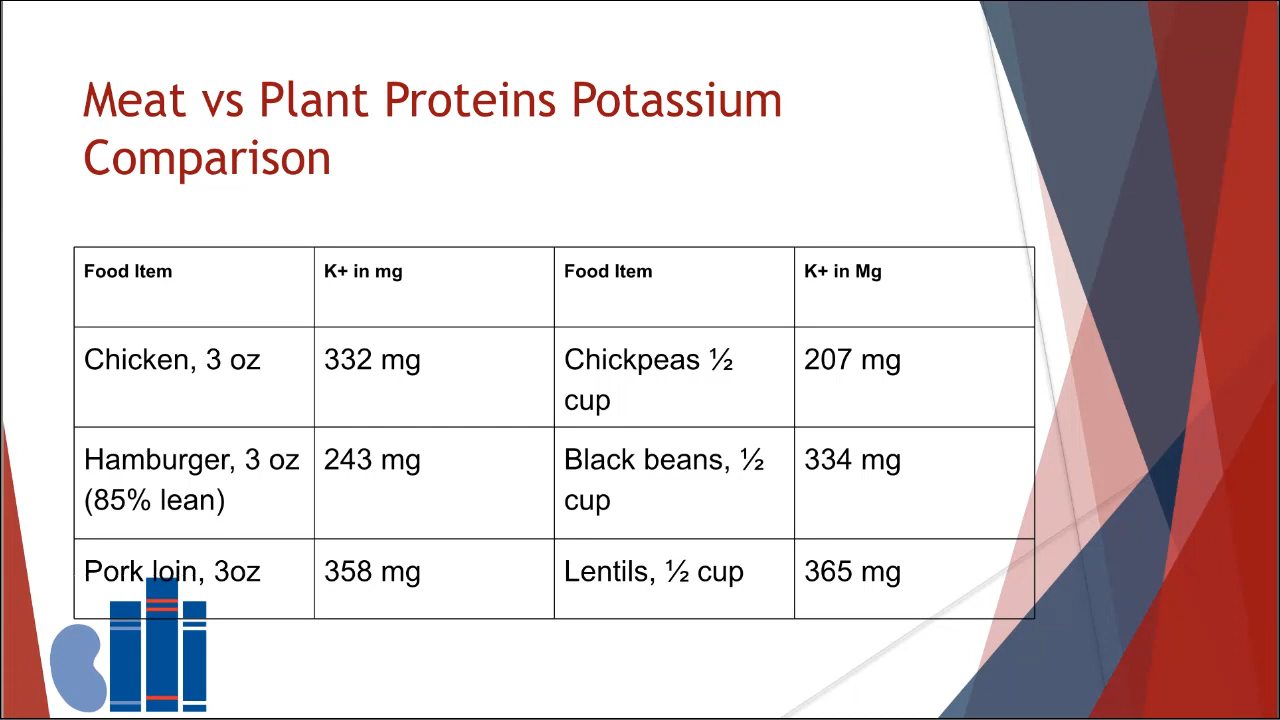 Meat vs Plant Proteins Potassium
Comparison
Food Item
K+ in mg
Food Item
K+ in Mg
Chicken, 3 oz
332 mg
Chickpeas ½
cup
207 mg
Hamburger, 3 oz
(85% lean)
243 mg
Black beans, ½
cup
334 mg
Pork loin, 3oz
358 mg
Lentils, ½ cup
365 mg